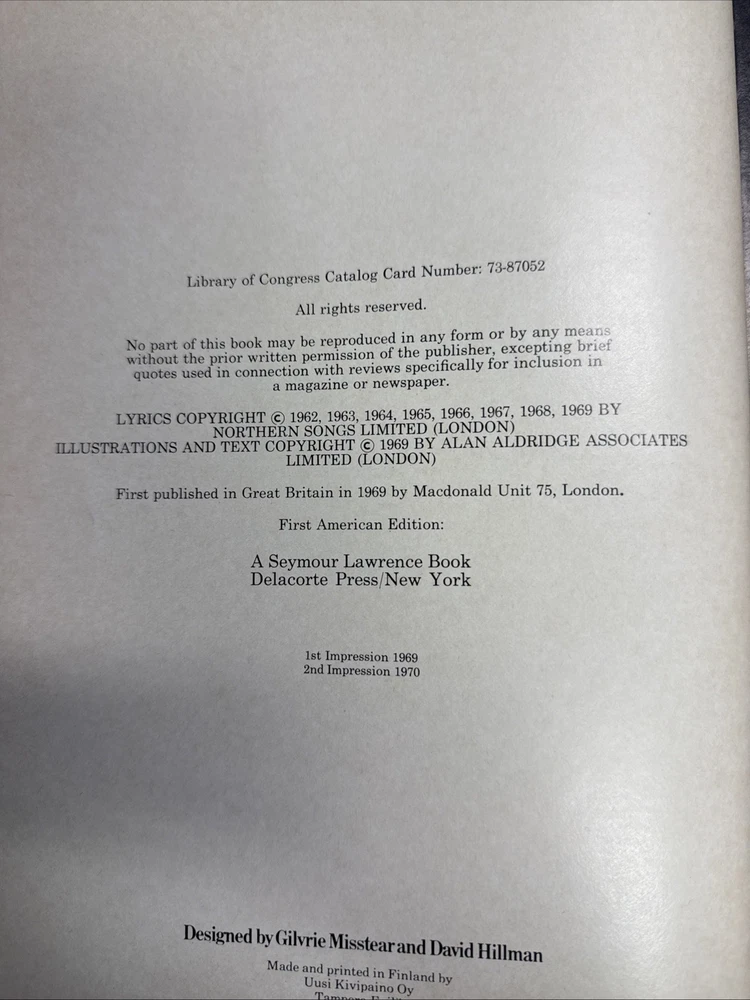 Library of Congress Catalog Card Number: 73-87052
All rights reserved.
No part of this book may be reproduced in any form or by any means
without the prior written permission of the publisher, excepting brief
quotes used in connection with reviews specifically for inclusion in
a magazine or newspaper.
LYRICS COPYRIGHT © 1962, 1963, 1964, 1965, 1966, 1967, 1968, 1969 BY
NORTHERN SONGS LIMITED (LONDON)
ILLUSTRATIONS AND TEXT COPYRIGHT © 1969 BY ALAN ALDRIDGE ASSOCIATES
LIMITED (LONDON)
First published in Great Britain in 1969 by Macdonald Unit 75, London.
First American Edition:
A Seymour Lawrence Book
Delacorte Press/New York
1st Impression 1969
2nd Impression 1970
Designed by Gilvrie Misstear and David Hillman
Made and printed in Finland by
Uusi Kivipaino Oy